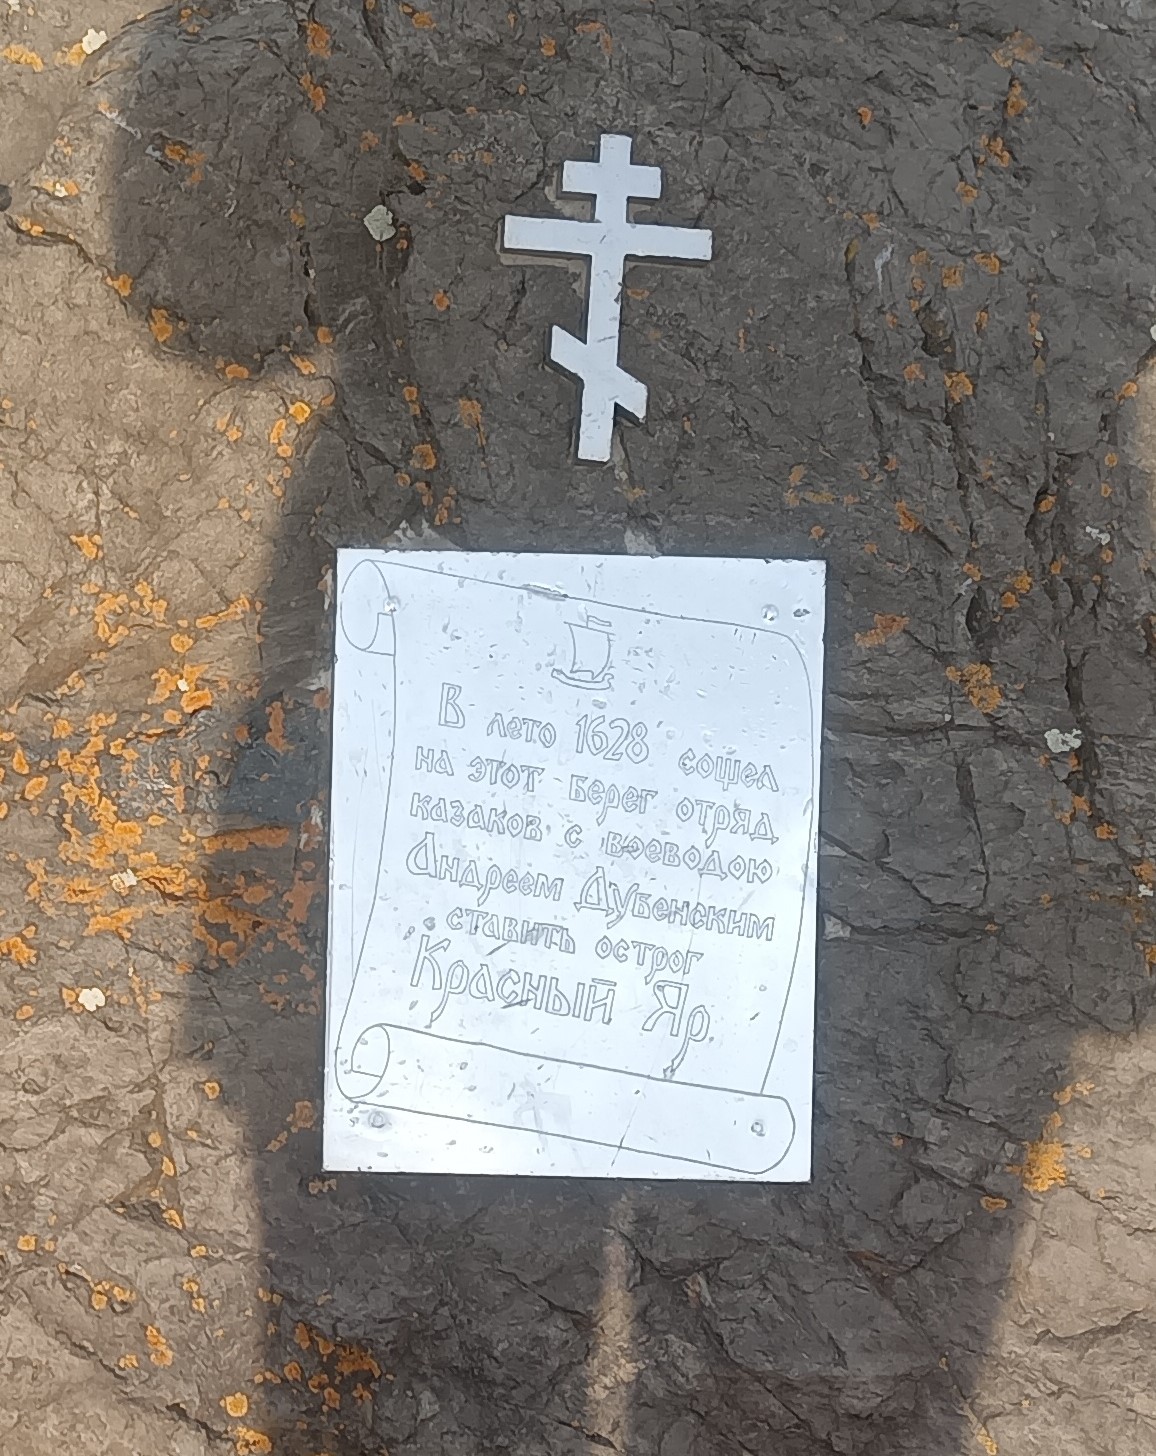 В лето 1628 сошел
на этот берег отряд
казаков с воеводою
Андреем Дубенским
ставить острог
Красный Яр